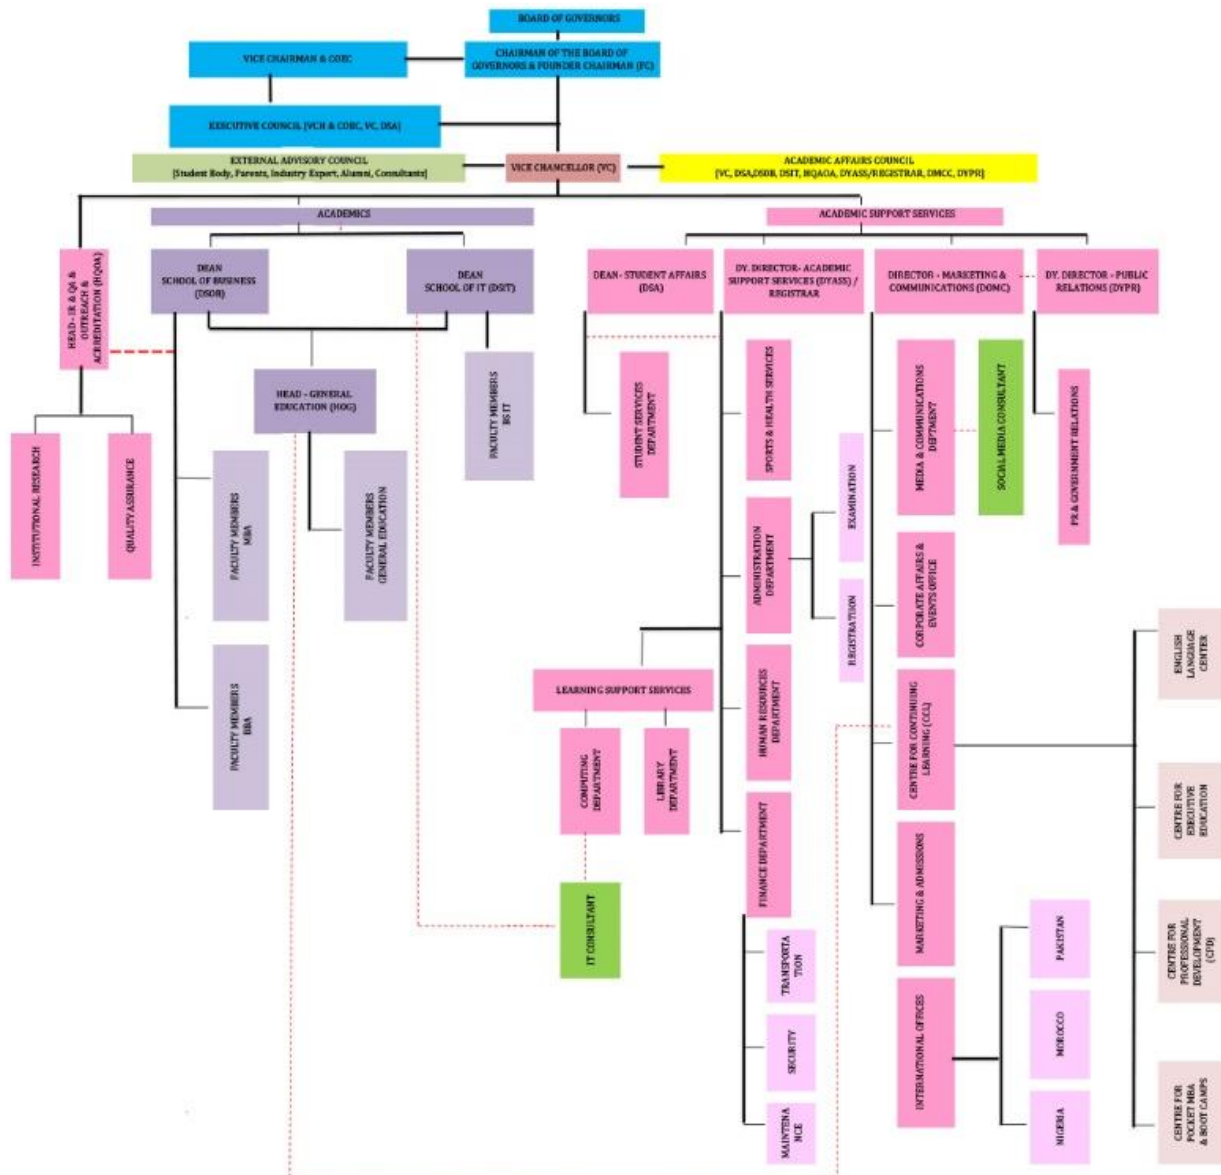 BOARD OF GOVERNORS
VICE CHAIRMAN & COEC
CHAIRMAN OF THE BOARD OF
GOVERNORS & FOUNDER CHAIRMAN (FC)
EXECUTIVE COUNCIL (VCH & COEC, VC, DSA)
EXTERNAL ADVISORY COUNCIL
(Student Body, Parents, Industry Expert, Alumni, Consultants)
VICE CHANCELLOR (VC)
ACADEMIC AFFAIRS COUNCIL
(VC, DSA,DSOB, DSIT, HQAOA, DYASS/REGISTRAR, DMCC, DYPR)
ACADEMICS
ACADEMIC SUPPORT SERVICES
HEAD - IR & QA &
OUTREACH &
ACRREDITATION (HQOA)
DEAN
SCHOOL OF BUSINESS
(DSOB)
DEAN
SCHOOL OF IT (DSIT)
DEAN- STUDENT AFFAIRS
(DSA)
DY. DIRECTOR- ACADEMIC
SUPPORT SERVICES (DYASS) /
REGISTRAR
DIRECTOR - MARKETING &
COMMUNICATIONS (DOMC)
DY. DIRECTOR - PUBLIC
RELATIONS (DYPR)
HEAD - GENERAL
EDUCATION (HOG)
FACULTY MEMBERS
BS IT
STUDENT SERVICES
DEPARTMENT
SPORTS & HEALTH SERVICES
MEDIA & COMMUNICATIONS
DEPTMENT
SOCIAL MEDIA CONSULTANT
PR & GOVERNMENT RELATIONS
INSTITUTIONAL RESEARCH
QUALITY ASSURANCE
FACULTY MEMBERS
MBA
FACULTY MEMBERS
GENERAL EDUCATION
ADMINISTRATION
DEPARTMENT
EXAMINATION
REGISTRATION
CORPORATE AFFAIRS &
EVENTS OFFICE
ENGLISH
LANGUAGE
CENTER
FACULTY MEMBERS
BBA
LEARNING SUPPORT SERVICES
HUMAN RESOURCES
DEPARTMENT
CENTRE FOR CONTINUING
LEARNING (CCL)
COMPUTING
DEPARTMENT
LIBRARY
DEPARTMENT
CENTRE FOR
EXECUTIVE
EDUCATION
FINANCE DEPARTMENT
MARKETING & ADMISSIONS
IT CONSULTANT
TRANSPORTA
TION
PAKISTAN
CENTRE FOR
PROFESSIONAL
DEVELOPMENT
(CPD)
SECURITY
INTERNATIONAL OFFICES
MOROCCO
MAINTENA
NCE
NIGERIA
CENTRE FOR
POCKET MBA
& BOOT CAMPS